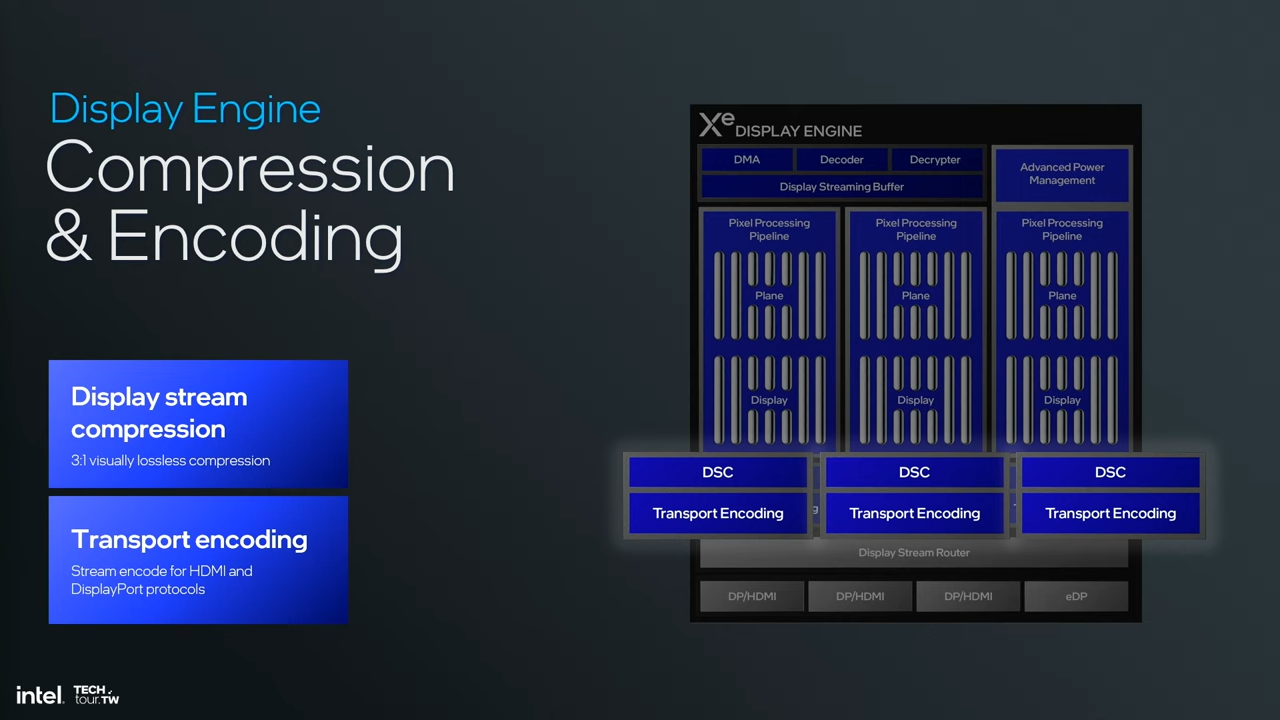 Display Engine
Compression
& Encoding
Display stream
compression
3:1 visually lossless compression
Transport encoding
Stream encode for HDMI and
DisplayPort protocols
Xe DISPLAY ENGINE
DMA
Decoder
Decrypter
Display Streaming Buffer
Advanced Power
Management
Pixel Processing
Pipeline
Plane
Display
Pixel Processing
Pipeline
Plane
Display
Pixel Processing
Pipeline
Plane
Display
DSC
Transport Encoding
DSC
Transport Encoding
DSC
Transport Encoding
Display Stream Router
DP/HDMI
DP/HDMI
DP/HDMI
eDP
intel.
TECH
tour.TW